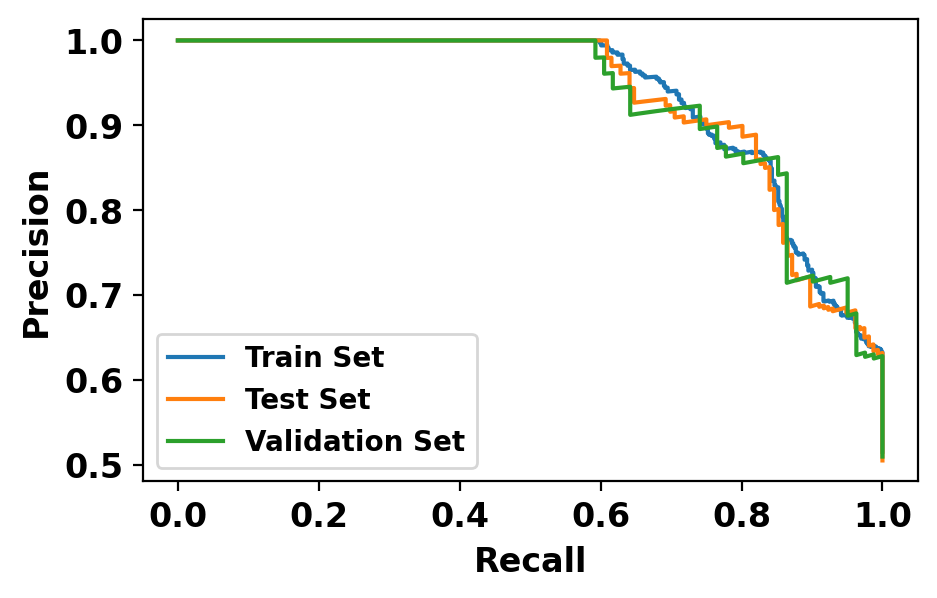 1.0
0.9
0.8
0.7
0.6
0.5
Precision
Train Set
Test Set
Validation Set
0.0 0.2 0.4 0.6 0.8 1.0
Recall